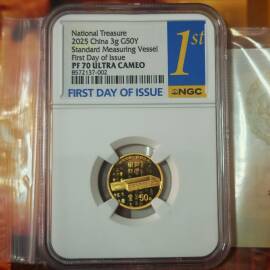 National Treasure
2025 China 3g G50Y
Standard Measuring Vessel
First Day of Issue
PF 70 ULTRA CAMEO
8572137-002
1st
FIRST DAY OF ISSUE
NGC
50